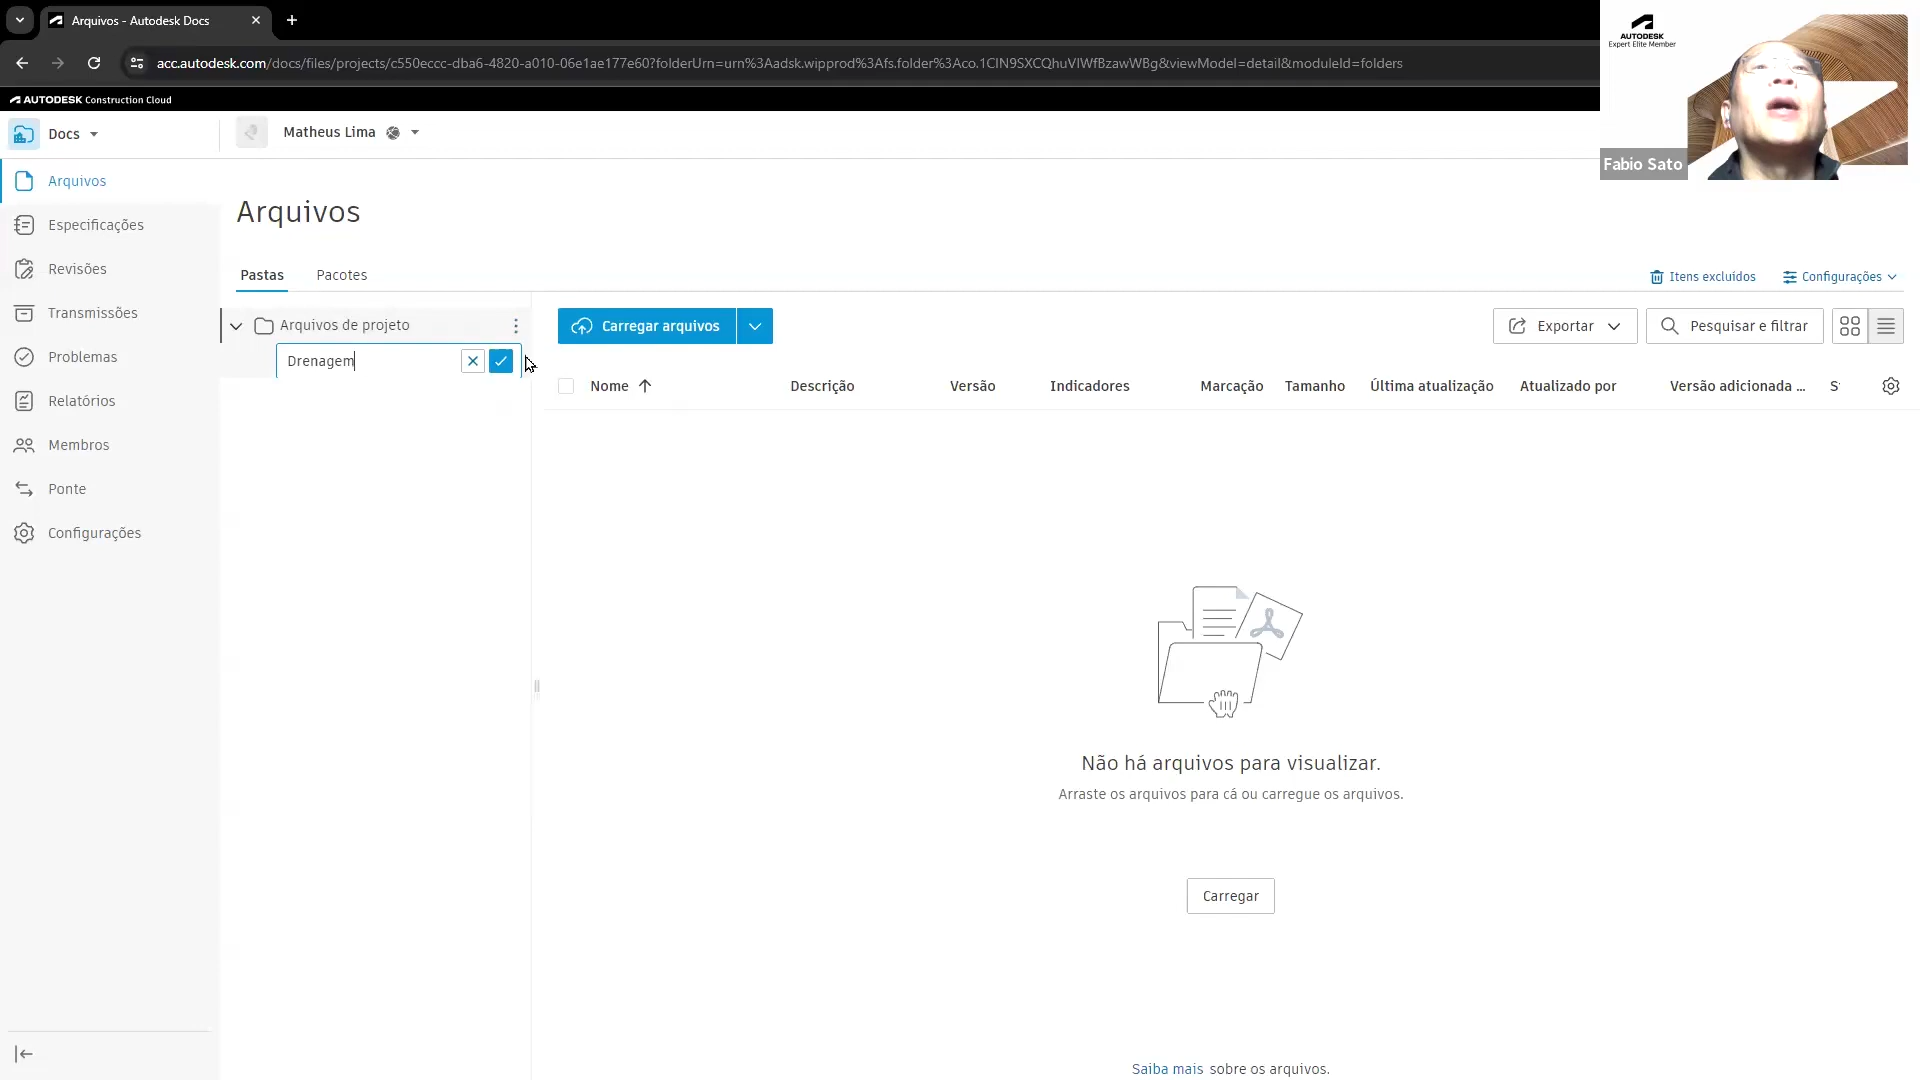 Arquivos - Autodesk Docs
acc.autodesk.com/docs/files/projects/c550eccc-dba6-4820-a010-06e1ae177e60?folderUrn=urn%3Aadsk.wipprod%3Afs.folder%3Aco.1CIN9SXCQhuVIWfBzawWBg&viewModel=detail&moduleId=folders
AUTODESK
Expert Elite Member
AUTODESK Construction Cloud
Docs
Matheus Lima
Fabio Sato
Arquivos
Especificações
Revisões
Transmissões
Problemas
Relatórios
Membros
Ponte
Configurações
Arquivos
Pastas
Pacotes
Itens excluídos
Configurações
Arquivos de projeto
Drenagem
Carregar arquivos
Exportar
Pesquisar e filtrar
Nome
Descrição
Versão
Indicadores
Marcação
Tamanho
Última atualização
Atualizado por
Versão adicionada ...
Não há arquivos para visualizar.
Arraste os arquivos para cá ou carregue os arquivos.
Carregar
Saiba mais sobre os arquivos.